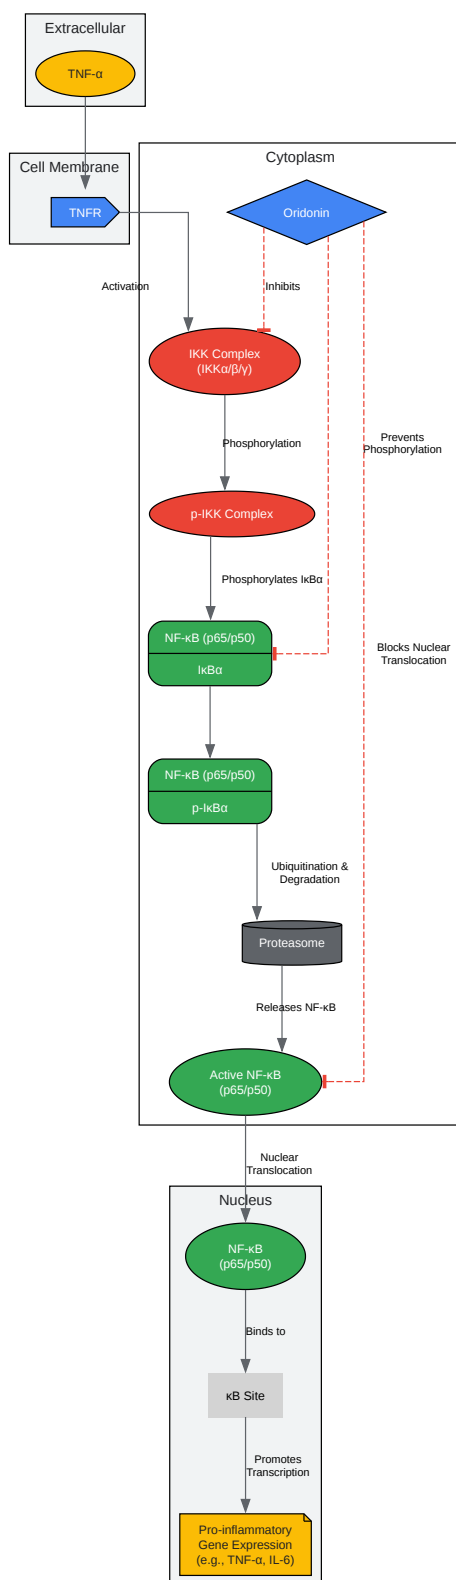 Extracellular
TNF-α
Cell Membrane
TNFR
Cytoplasm
Oridonin
Activation
Inhibits
IKK Complex
(IKKα/β/γ)
Prevents
Phosphorylation
Phosphorylation
p-IKK Complex
Phosphorylates IκBα
NF-κB (p65/p50)
IκBα
Blocks Nuclear
Translocation
NF-κB (p65/p50)
p-IκBα
Ubiquitination &
Degradation
Proteasome
Releases NF-κB
Active NF-κB
(p65/p50)
Nuclear
Translocation
Nucleus
NF-κB
(p65/p50)
Binds to
κB Site
Promotes
Transcription
Pro-inflammatory
Gene Expression
(e.g., TNF-α, IL-6)